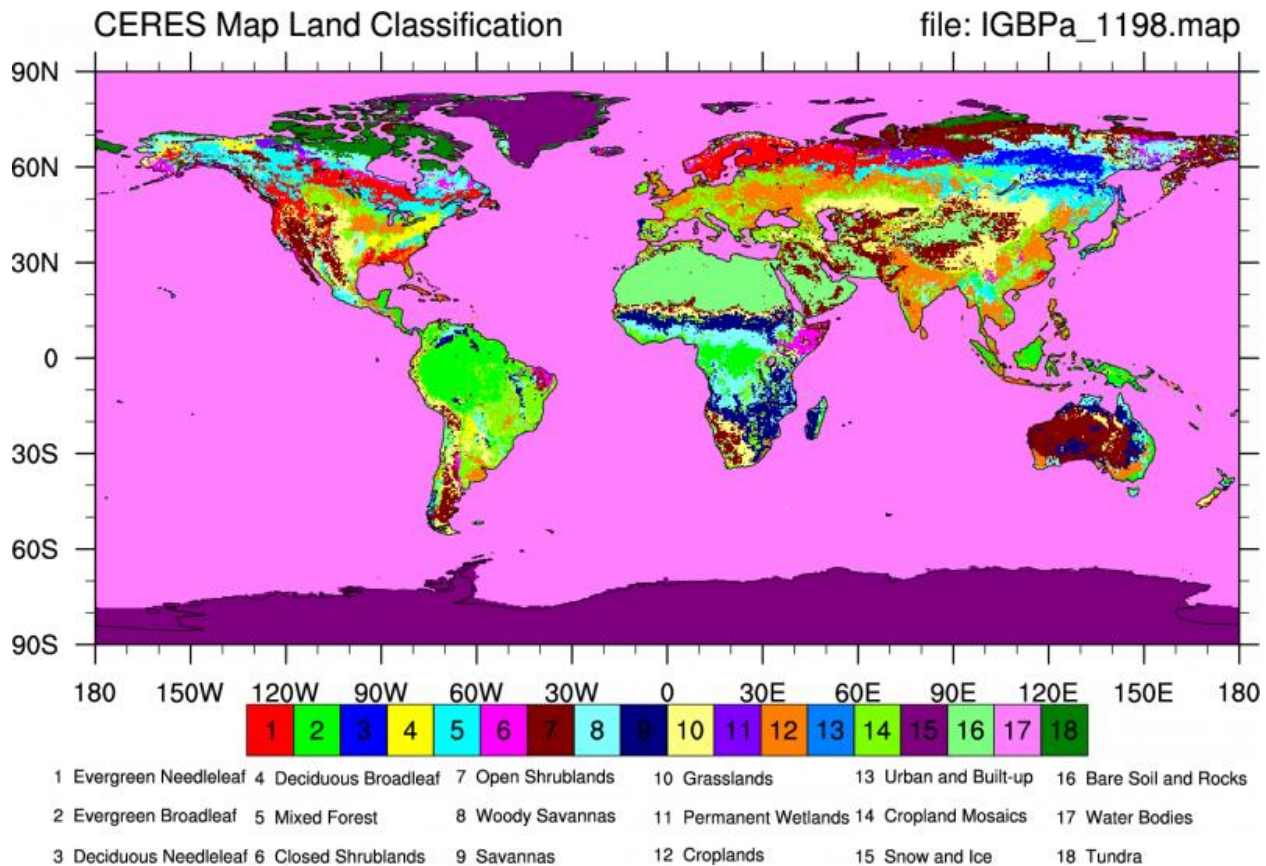 CERES Map Land Classification file: IGBPa_1198.map
90N
60N
30N
0
30S
60S
90S
180 150W 120W 90W 60W 30W 0 30E 60E 90E 120E 150E 180
1 2 3 4 5 6 7 8 9 10 11 12 13 14 15 16 17 18
1 Evergreen Needleleaf 4 Deciduous Broadleaf 7 Open Shrublands 10 Grasslands 13 Urban and Built-up 16 Bare Soil and Rocks
2 Evergreen Broadleaf 5 Mixed Forest 8 Woody Savannas 11 Permanent Wetlands 14 Cropland Mosaics 17 Water Bodies
3 Deciduous Needleleaf 6 Closed Shrublands 9 Savannas 12 Croplands 15 Snow and Ice 18 Tundra